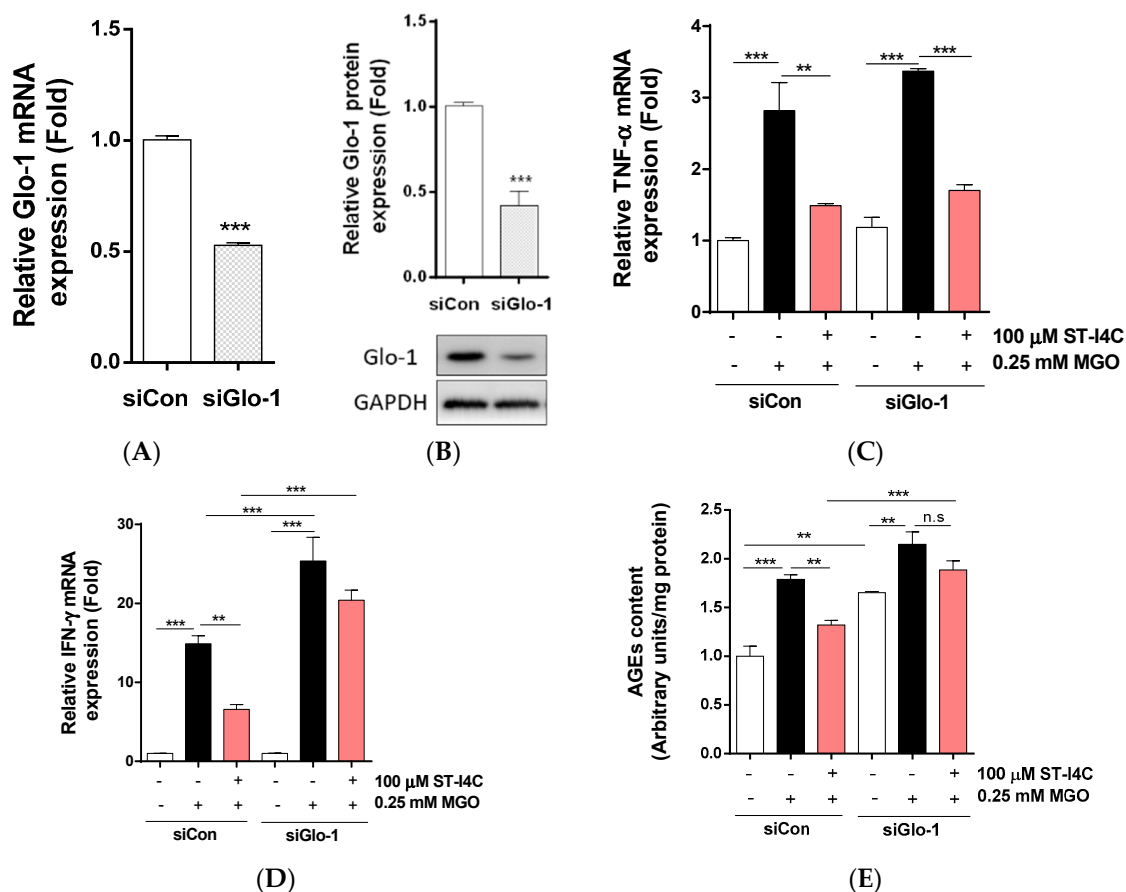 Relative Glo-1 mRNA
expression (Fold)
1.5
1.0
0.5
0.0
***
siCon siGlo-1
(A)
Relative Glo-1 protein
expression (Fold)
1.5
1.0
0.5
0.0
***
siCon siGlo-1
Glo-1
GAPDH
(B)
Relative TNF-α mRNA
expression (Fold)
4
3
2
1
0
*** ** *** ***
- - + - - + 100 μM ST-I4C
- + + - + + 0.25 mM MGO
siCon siGlo-1
(C)
Relative IFN-γ mRNA
expression (Fold)
30
20
10
0
***
***
***
*** **
- - + - - + 100 μM ST-I4C
- + + - + + 0.25 mM MGO
siCon siGlo-1
(D)
AGEs content
(Arbitrary units/mg protein)
2.5
2.0
1.5
1.0
0.5
0.0
***
** n.s
**
*** **
- - + - - + 100 μM ST-I4C
- + + - + + 0.25 mM MGO
siCon siGlo-1
(E)